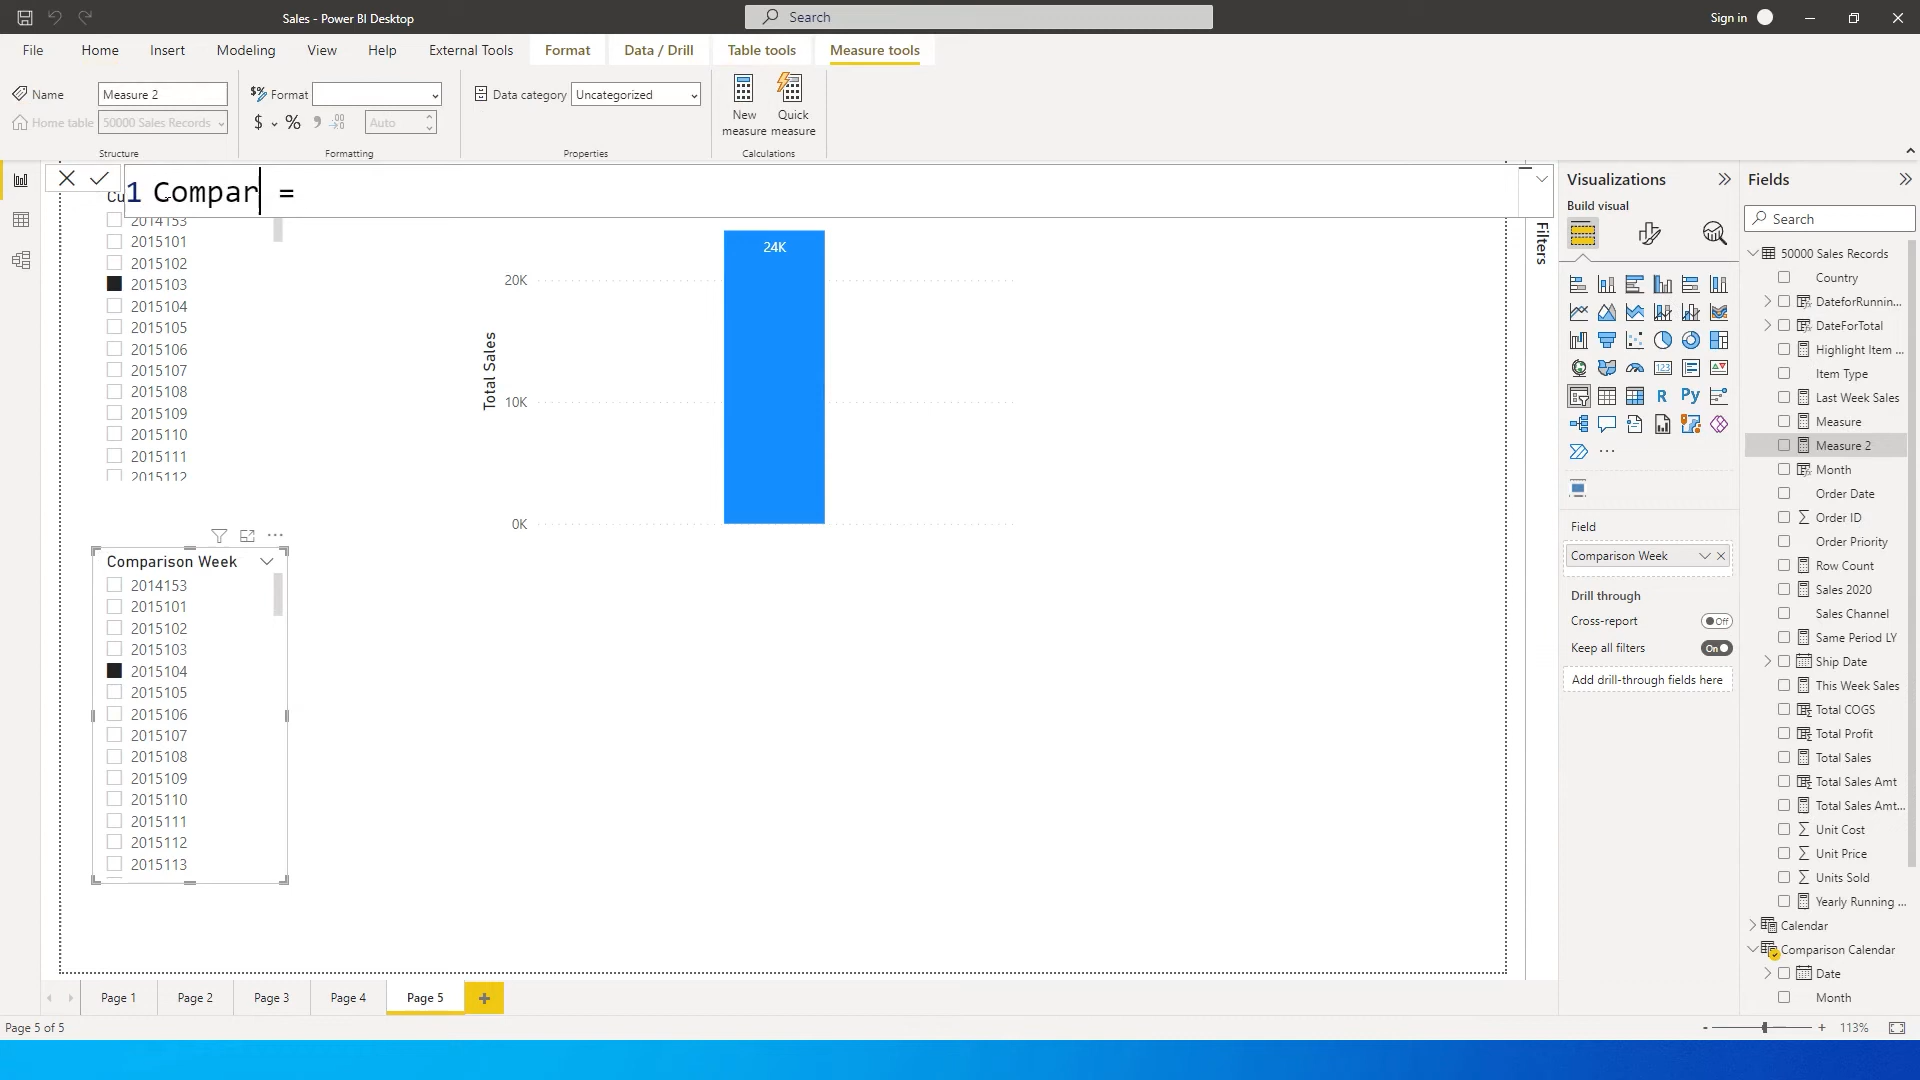 Sales - Power BI Desktop
Search
Sign in
File
Home
Insert
Modeling
View
Help
External Tools
Format
Data / Drill
Table tools
Measure tools
Name
Measure 2
Home table
50000 Sales Records
Structure
$% Format
$ % 9 .00
Auto
Formatting
Data category
Uncategorized
Properties
New measure
Quick measure
Calculations
1 Compar =
Cu
2014153
2015101
2015102
2015103
2015104
2015105
2015106
2015107
2015108
2015109
2015110
2015111
2015112
24K
20K
10K
0K
Total Sales
Comparison Week
2014153
2015101
2015102
2015103
2015104
2015105
2015106
2015107
2015108
2015109
2015110
2015111
2015112
2015113
Filters
Visualizations
Build visual
123
R
Py
Field
Comparison Week
Drill through
Cross-report
Off
Keep all filters
On
Add drill-through fields here
Fields
Search
50000 Sales Records
Country
DateforRunnin...
DateForTotal
Highlight Item ...
Item Type
Last Week Sales
Measure
Measure 2
Month
Order Date
Order ID
Order Priority
Row Count
Sales 2020
Sales Channel
Same Period LY
Ship Date
This Week Sales
Total COGS
Total Profit
Total Sales
Total Sales Amt
Total Sales Amt...
Unit Cost
Unit Price
Units Sold
Yearly Running ...
Calendar
Comparison Calendar
Date
Month
Page 1
Page 2
Page 3
Page 4
Page 5
Page 5 of 5
- + 113%